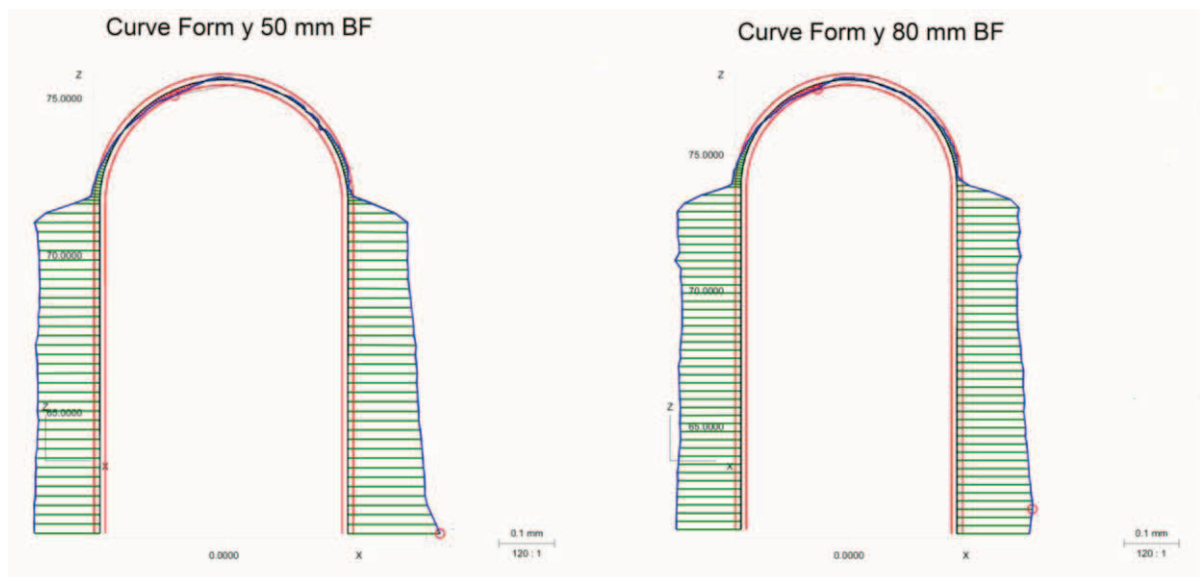 Curve Form y 50 mm BF
Z
75.0000
70.0000
Z
65.0000
X
0.0000
X
0.1 mm
120 : 1
Curve Form y 80 mm BF
Z
75.0000
70.0000
Z
65.0000
X
0.0000
X
0.1 mm
120 : 1